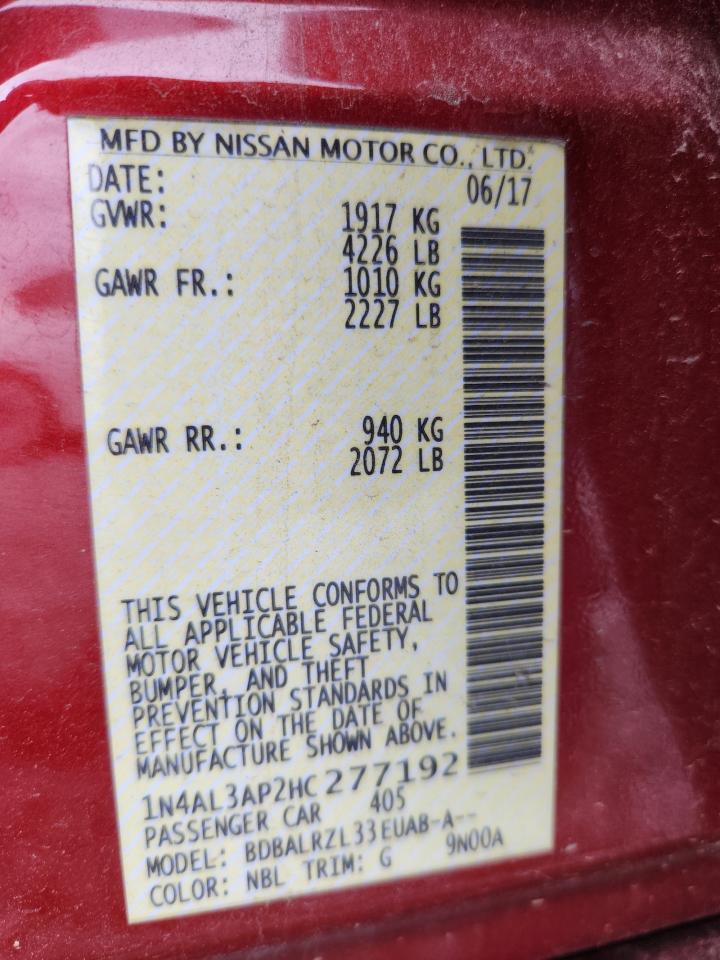 MFD BY NISSAN MOTOR CO., LTD.
DATE: 06/17
GVWR: 1917 KG
4226 LB
GAWR FR.: 1010 KG
2227 LB
GAWR RR.: 940 KG
2072 LB
THIS VEHICLE CONFORMS TO
ALL APPLICABLE FEDERAL
MOTOR VEHICLE SAFETY,
BUMPER, AND THEFT
PREVENTION STANDARDS IN
EFFECT ON THE DATE OF
MANUFACTURE SHOWN ABOVE.
1N4AL3AP2HC277192
PASSENGER CAR 405
MODEL: BDBALRZL33EUAB-A--
COLOR: NBL TRIM: G 9N00A